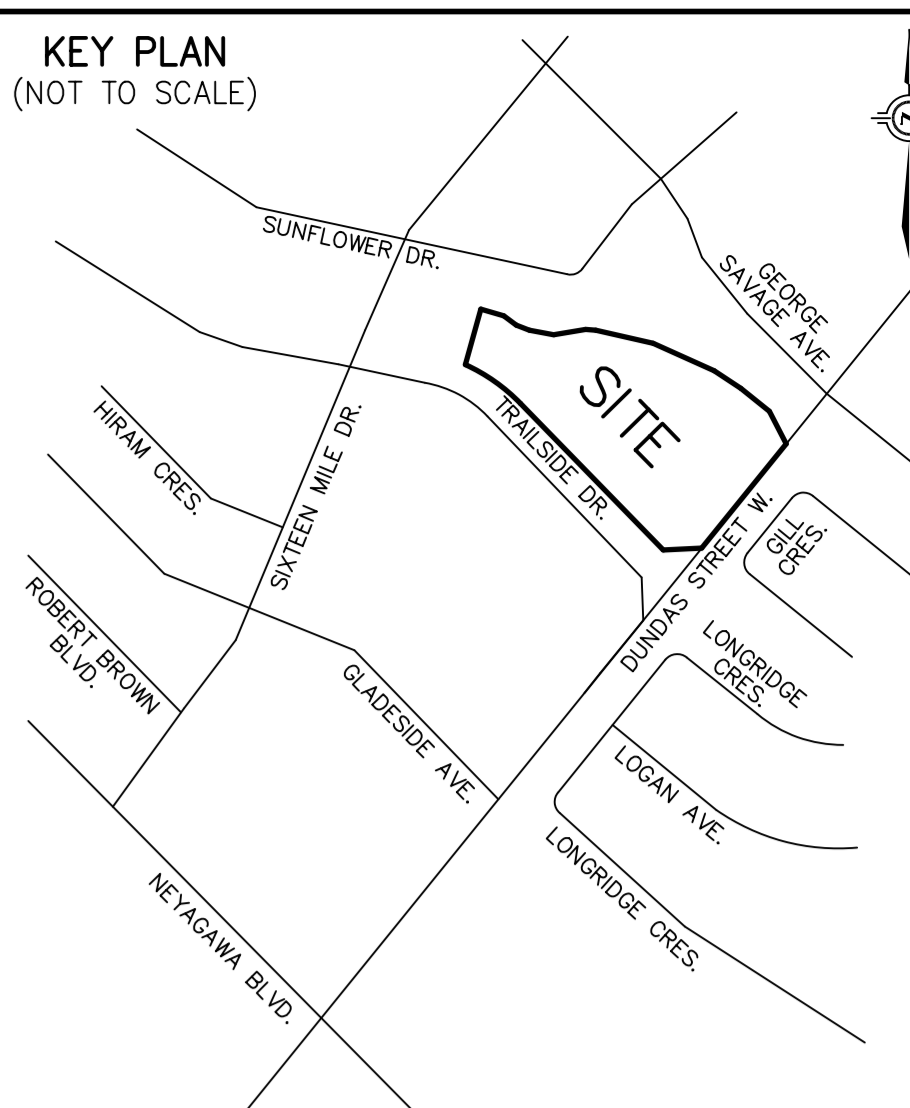 KEY PLAN
(NOT TO SCALE)
SUNFLOWER DR.
GEORGE
SAVAGE AVE.
SITE
TRAILSIDE DR.
HIRAM CRES.
SIXTEEN MILE DR.
DUNDAS STREET W.
GILL
CRES.
ROBERT BROWN
BLVD.
LONGRIDGE
CRES.
GLADESIDE AVE.
LOGAN AVE.
LONGRIDGE CRES.
NEYAGAWA BLVD.